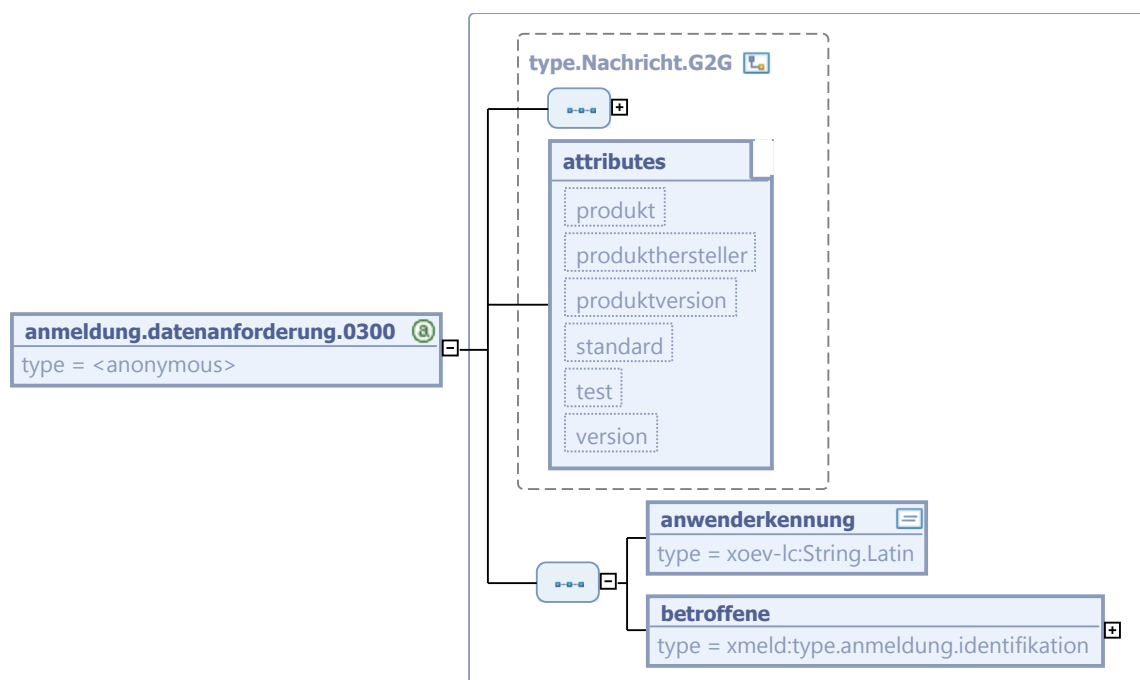 type.Nachricht.G2G
attributes
produkt
produkthersteller
produktversion
standard
test
version
anmeldung.datenanforderung.0300
type = <anonymous>
anwenderkennung
type = xoev-lc:String.Latin
betroffene
type = xmeld:type.anmeldung.identifikation